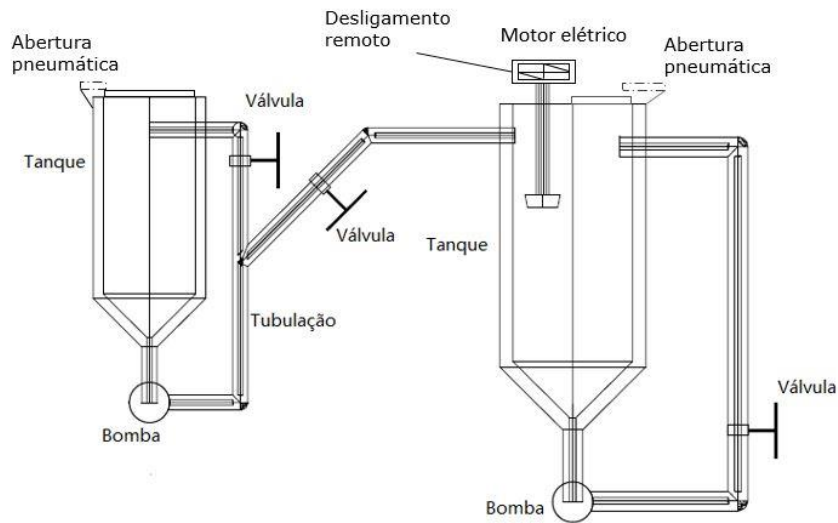 Abertura
pneumática
Desligamento
remoto
Motor elétrico
Abertura
pneumática
Válvula
Tanque
Válvula
Tanque
Tubulação
Válvula
Bomba
Bomba